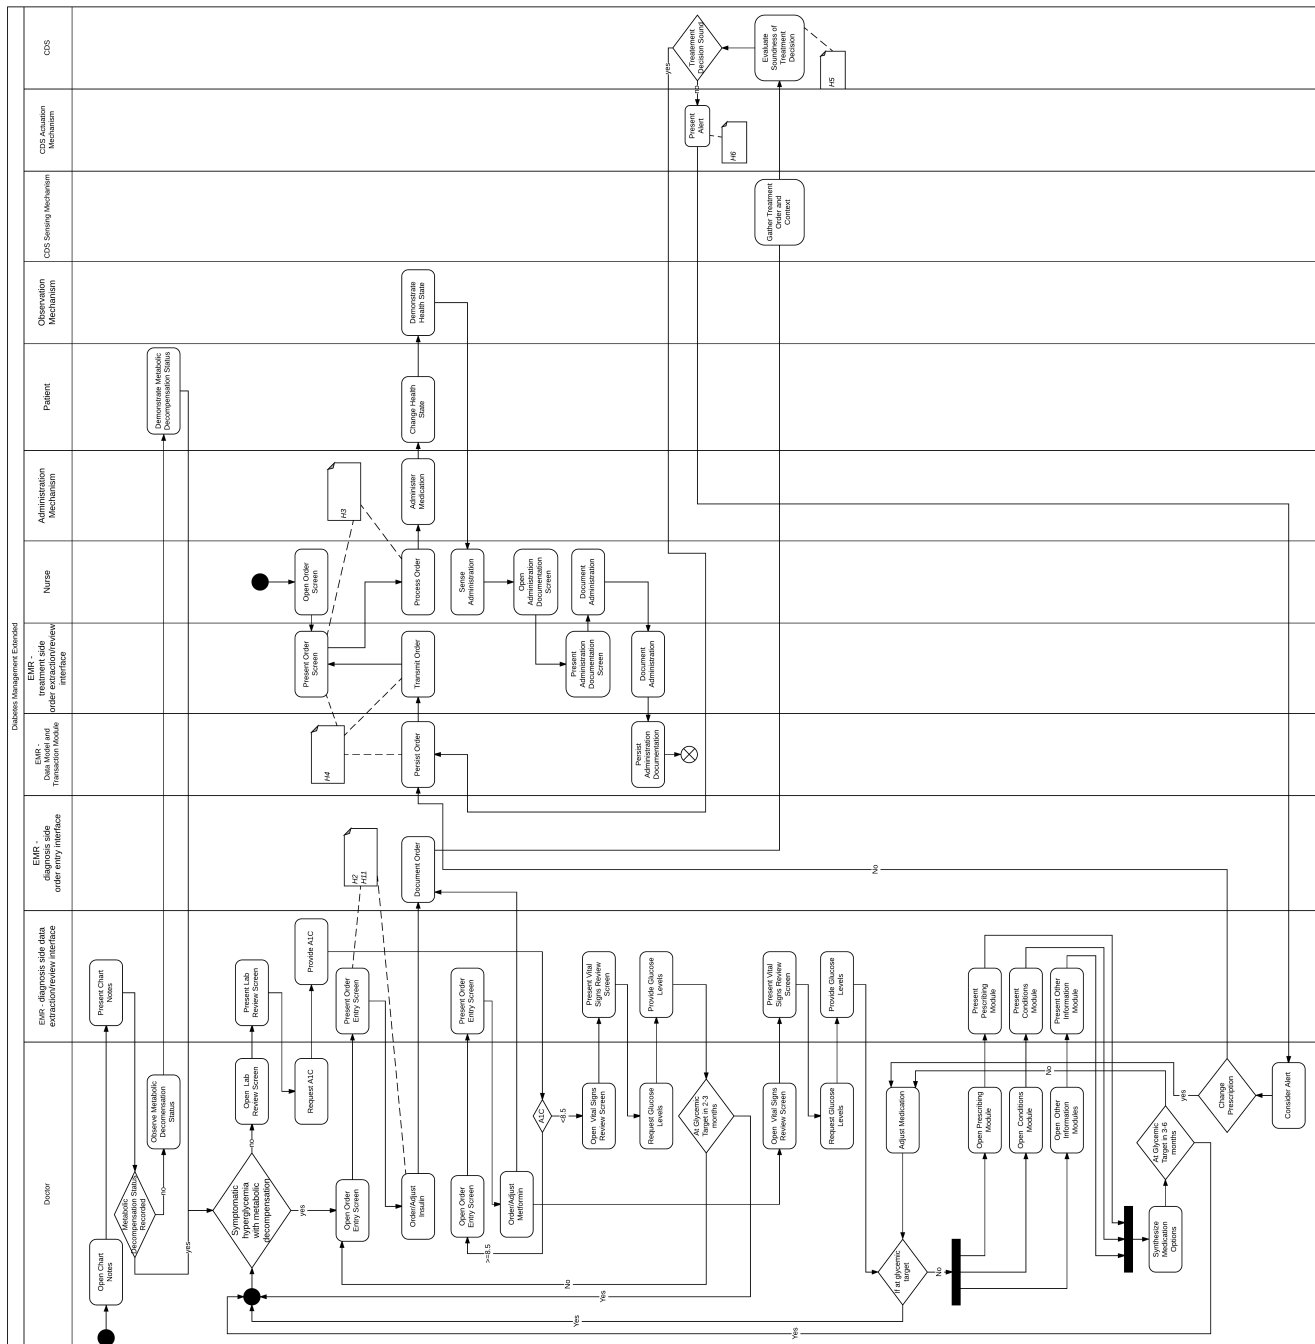 Diabetes Management Extended
CDS
CDS Actuation
Mechanism
CDS Sensing Mechanism
Observation
Mechanism
Patient
Administration
Mechanism
Nurse
EMR -
treatment side
order extraction/review
interface
EMR -
Data Model and
Transaction Module
EMR -
diagnosis side
order entry interface
EMR - diagnosis side data
extraction/review interface
Doctor
Open Chart
Notes
Present Chart
Notes
Metabolic
Decompensation Status
Recorded
no
yes
Observe Metabolic
Decomensation
Status
Demonstrate Metabolic
Decompensation Status
Symptomatic
hyperglycemia
with metabolic
decompensation
no
yes
Open Lab
Review Screen
Present Lab
Review Screen
Request A1C
Provide A1C
Open Order
Entry Screen
Present Order
Entry Screen
H2
H11
Order/Adjust
Insulin
Document Order
Persist Order
Transmit Order
H4
Present Order
Screen
Open Order
Screen
H3
Process Order
Administer
Medication
Change Health
State
Demonstrate
Health State
Sense
Administration
Open
Administration
Documentation
Screen
Present
Administration
Documentation
Screen
Document
Administration
Document
Administration
Persist
Administration
Documentation
Open Order
Entry Screen
Present Order
Entry Screen
Order/Adjust
Metformin
A1C
<8.5
>=8.5
Open Vital Signs
Review Screen
Present Vital
Signs Review
Screen
Request Glucose
Levels
Provide Glucose
Levels
At Glycemic
Target in 2-3
months
No
Yes
Open Vital Signs
Review Screen
Present Vital
Signs Review
Screen
Request Glucose
Levels
Provide Glucose
Levels
Treatement
Decision Sound
yes
no
Present
Alert
H6
Evaluate
Soundness of
Treatment
Decision
H5
Gather Treatment
Order and
Context
No
Adjust Medication
If at glycemic
target
No
Yes
Open Prescribing
Module
Present
Pescribing
Module
Open Conditions
Module
Present
Conditions
Module
Open Other
Information
Modules
Present Other
Information
Module
Synthesize
Medication
Options
At Glycemic
Target in 3-6
months
No
Yes
yes
Change
Prescription
Consider Alert